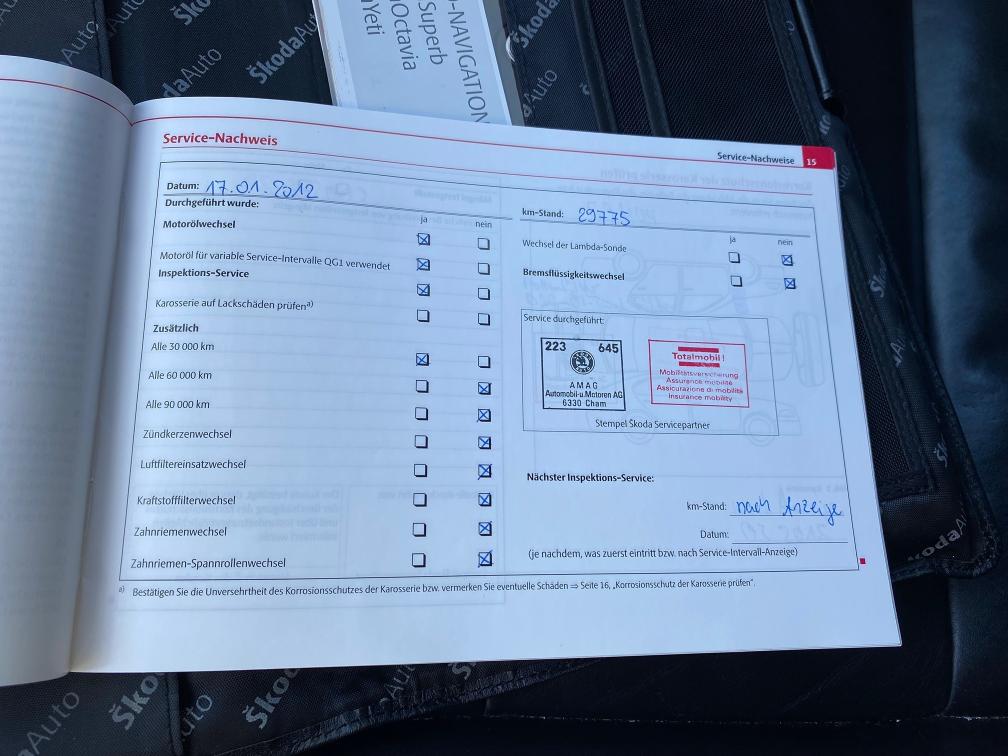 ŠkodaAuto
-NAVIGATION
Superb
Octavia
Yeti
Service-Nachweis
Service-Nachweise 15
Datum: 17.01.2012
km-Stand: 29775
Durchgeführt wurde:
ja nein
Motorölwechsel
Motoröl für variable Service-Intervalle QG1 verwendet
Inspektions-Service
Karosserie auf Lackschäden prüfen a)
Zusätzlich
Alle 30 000 km
Alle 60 000 km
Alle 90 000 km
Zündkerzenwechsel
Luftfiltereinsatzwechsel
Kraftstofffilterwechsel
Zahnriemenwechsel
Zahnriemen-Spannrollenwechsel
ja nein
Wechsel der Lambda-Sonde
Bremsflüssigkeitswechsel
Service durchgeführt:
223 645
AMAG
Automobil-u.Motoren AG
6330 Cham
Totalmobil!
Mobilitätsversicherung
Assurance mobilité
Assicurazione di mobilità
Insurance mobility
Stempel Škoda Servicepartner
Nächster Inspektions-Service:
km-Stand: nach Anzeige
Datum:
(je nachdem, was zuerst eintritt bzw. nach Service-Intervall-Anzeige)
a) Bestätigen Sie die Unversehrtheit des Korrosionsschutzes der Karosserie bzw. vermerken Sie eventuelle Schäden ⇒ Seite 16, „Korrosionsschutz der Karosserie prüfen“.
ŠkodaAuto